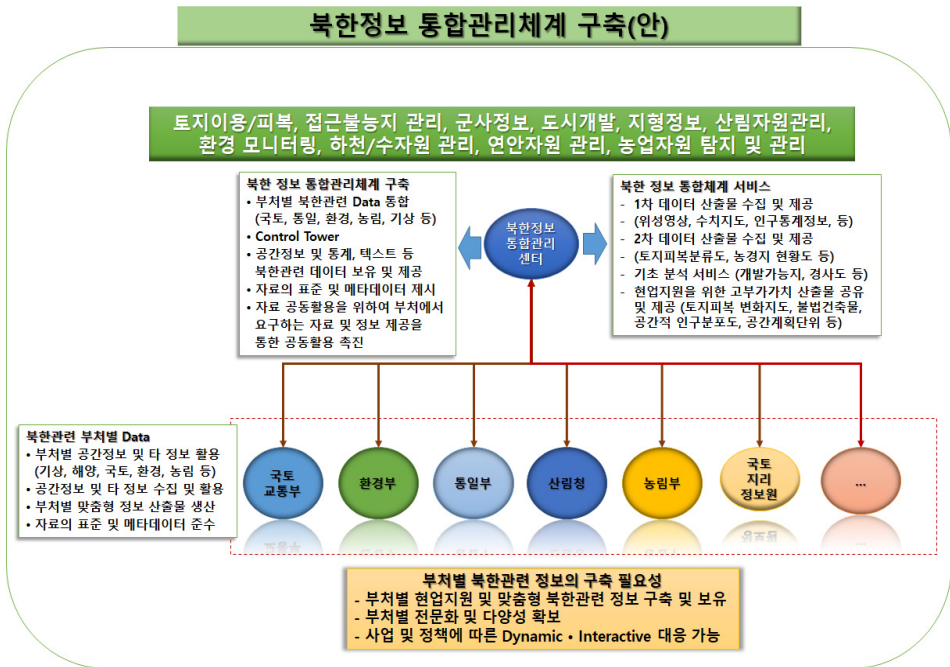 북한정보 통합관리체계 구축(안)
토지이용/피복, 접근불능지 관리, 군사정보, 도시개발, 지형정보, 산림자원관리,
환경 모니터링, 하천/수자원 관리, 연안자원 관리, 농업자원 탐지 및 관리
북한 정보 통합관리체계 구축
• 부처별 북한관련 Data 통합
(국토, 통일, 환경, 농림, 기상 등)
• Control Tower
• 공간정보 및 통계, 텍스트 등
북한관련 데이터 보유 및 제공
• 자료의 표준 및 메타데이터 제시
• 자료 공동활용을 위하여 부처에서
요구하는 자료 및 정보 제공을
통한 공동활용 촉진
북한정보
통합관리
센터
북한 정보 통합체계 서비스
- 1차 데이터 산출물 수집 및 제공
- (위성영상, 수치지도, 인구통계정보, 등)
- 2차 데이터 산출물 수집 및 제공
- (토지피복분류도, 농경지 현황도 등)
- 기초 분석 서비스 (개발가능지, 경사도 등)
- 현업지원을 위한 고부가가치 산출물 공유
및 제공 (토지피복 변화지도, 불법건축물,
공간적 인구분포도, 공간계획단위 등)
북한관련 부처별 Data
• 부처별 공간정보 및 타 정보 활용
(기상, 해양, 국토, 환경, 농림 등)
• 공간정보 및 타 정보 수집 및 활용
• 부처별 맞춤형 정보 산출물 생산
• 자료의 표준 및 메타데이터 준수
국토
교통부
환경부
통일부
산림청
농림부
국토
지리
정보원
...
부처별 북한관련 정보의 구축 필요성
- 부처별 현업지원 및 맞춤형 북한관련 정보 구축 및 보유
- 부처별 전문화 및 다양성 확보
- 사업 및 정책에 따른 Dynamic • Interactive 대응 가능